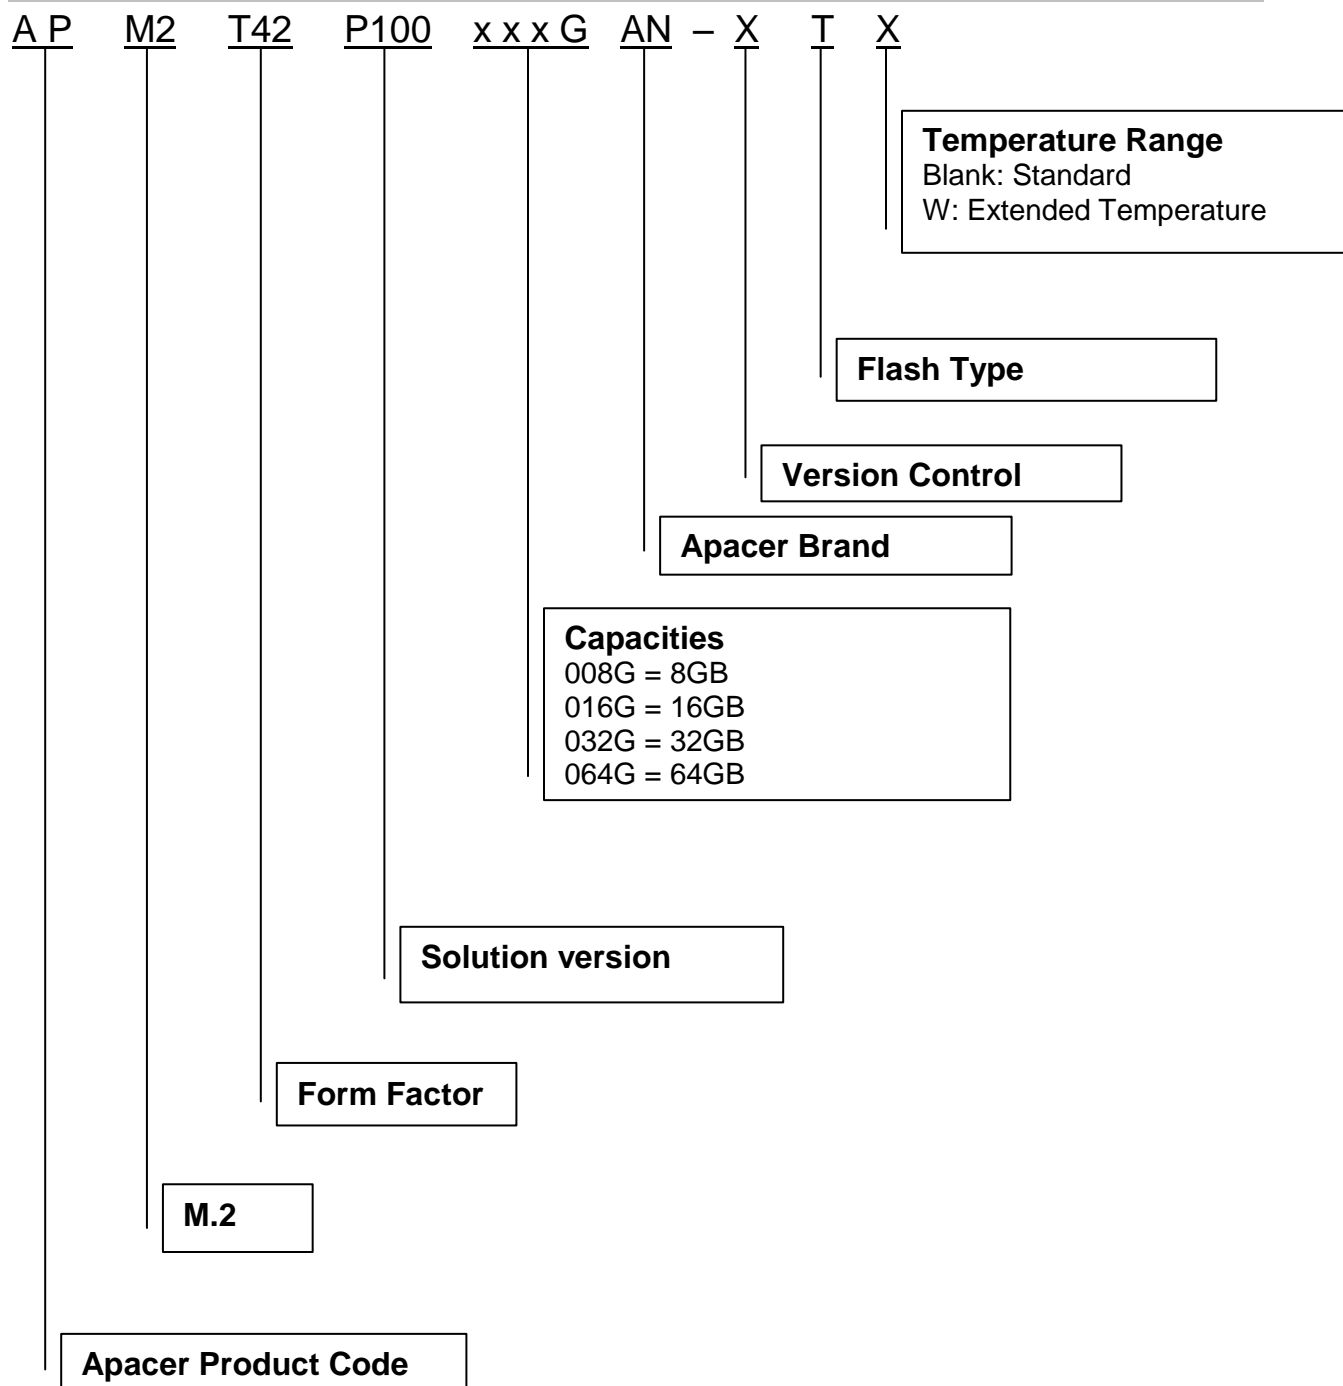 A P M2 T42 P100 x x x G AN – X T X
Temperature Range
Blank: Standard
W: Extended Temperature
Flash Type
Version Control
Apacer Brand
Capacities
008G = 8GB
016G = 16GB
032G = 32GB
064G = 64GB
Solution version
Form Factor
M.2
Apacer Product Code